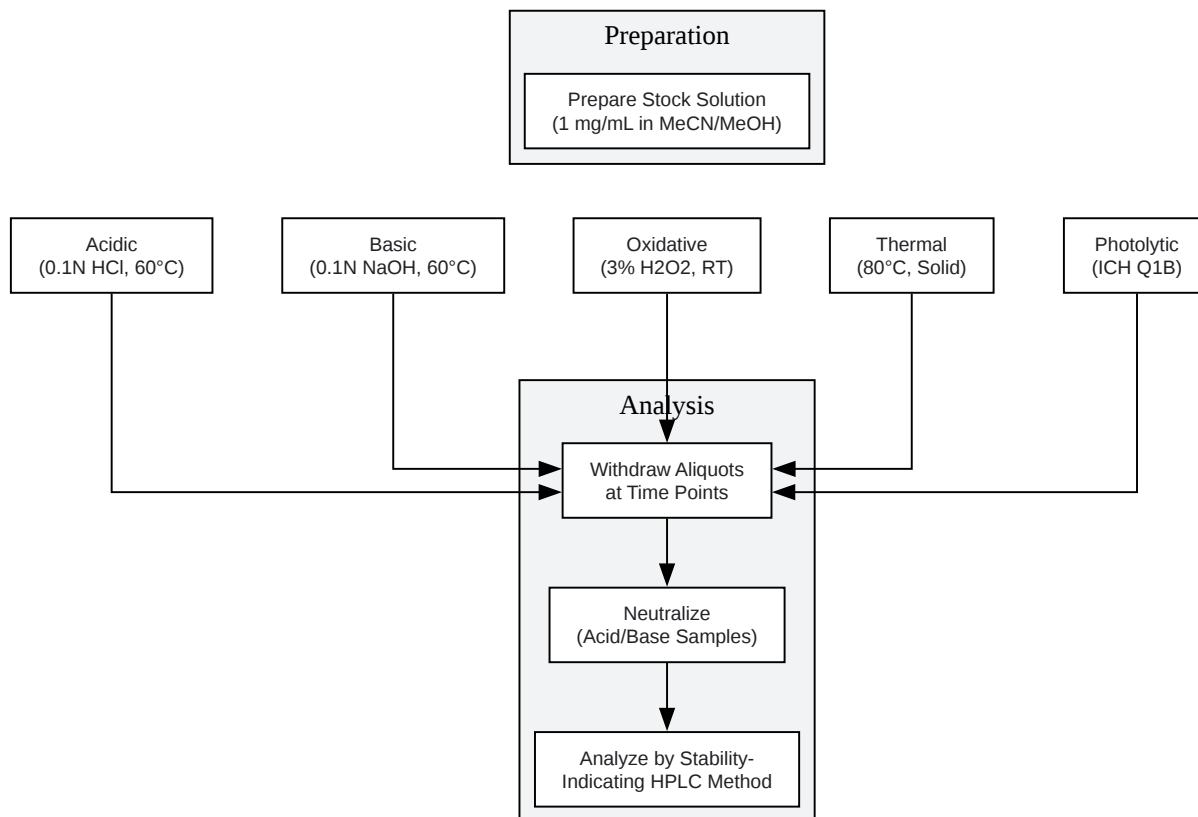 Preparation
Prepare Stock Solution
(1 mg/mL in MeCN/MeOH)
Acidic
(0.1N HCl, 60°C)
Basic
(0.1N NaOH, 60°C)
Oxidative
(3% H2O2, RT)
Thermal
(80°C, Solid)
Photolytic
(ICH Q1B)
Analysis
Withdraw Aliquots
at Time Points
Neutralize
(Acid/Base Samples)
Analyze by Stability-
Indicating HPLC Method